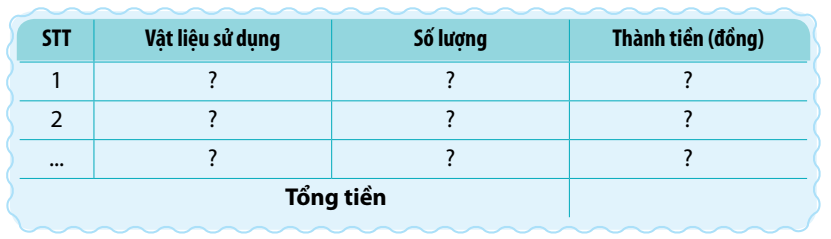 STT Vật liệu sử dụng Số lượng Thành tiền (đồng)
1 ? ? ?
2 ? ? ?
... ? ? ?
Tổng tiền